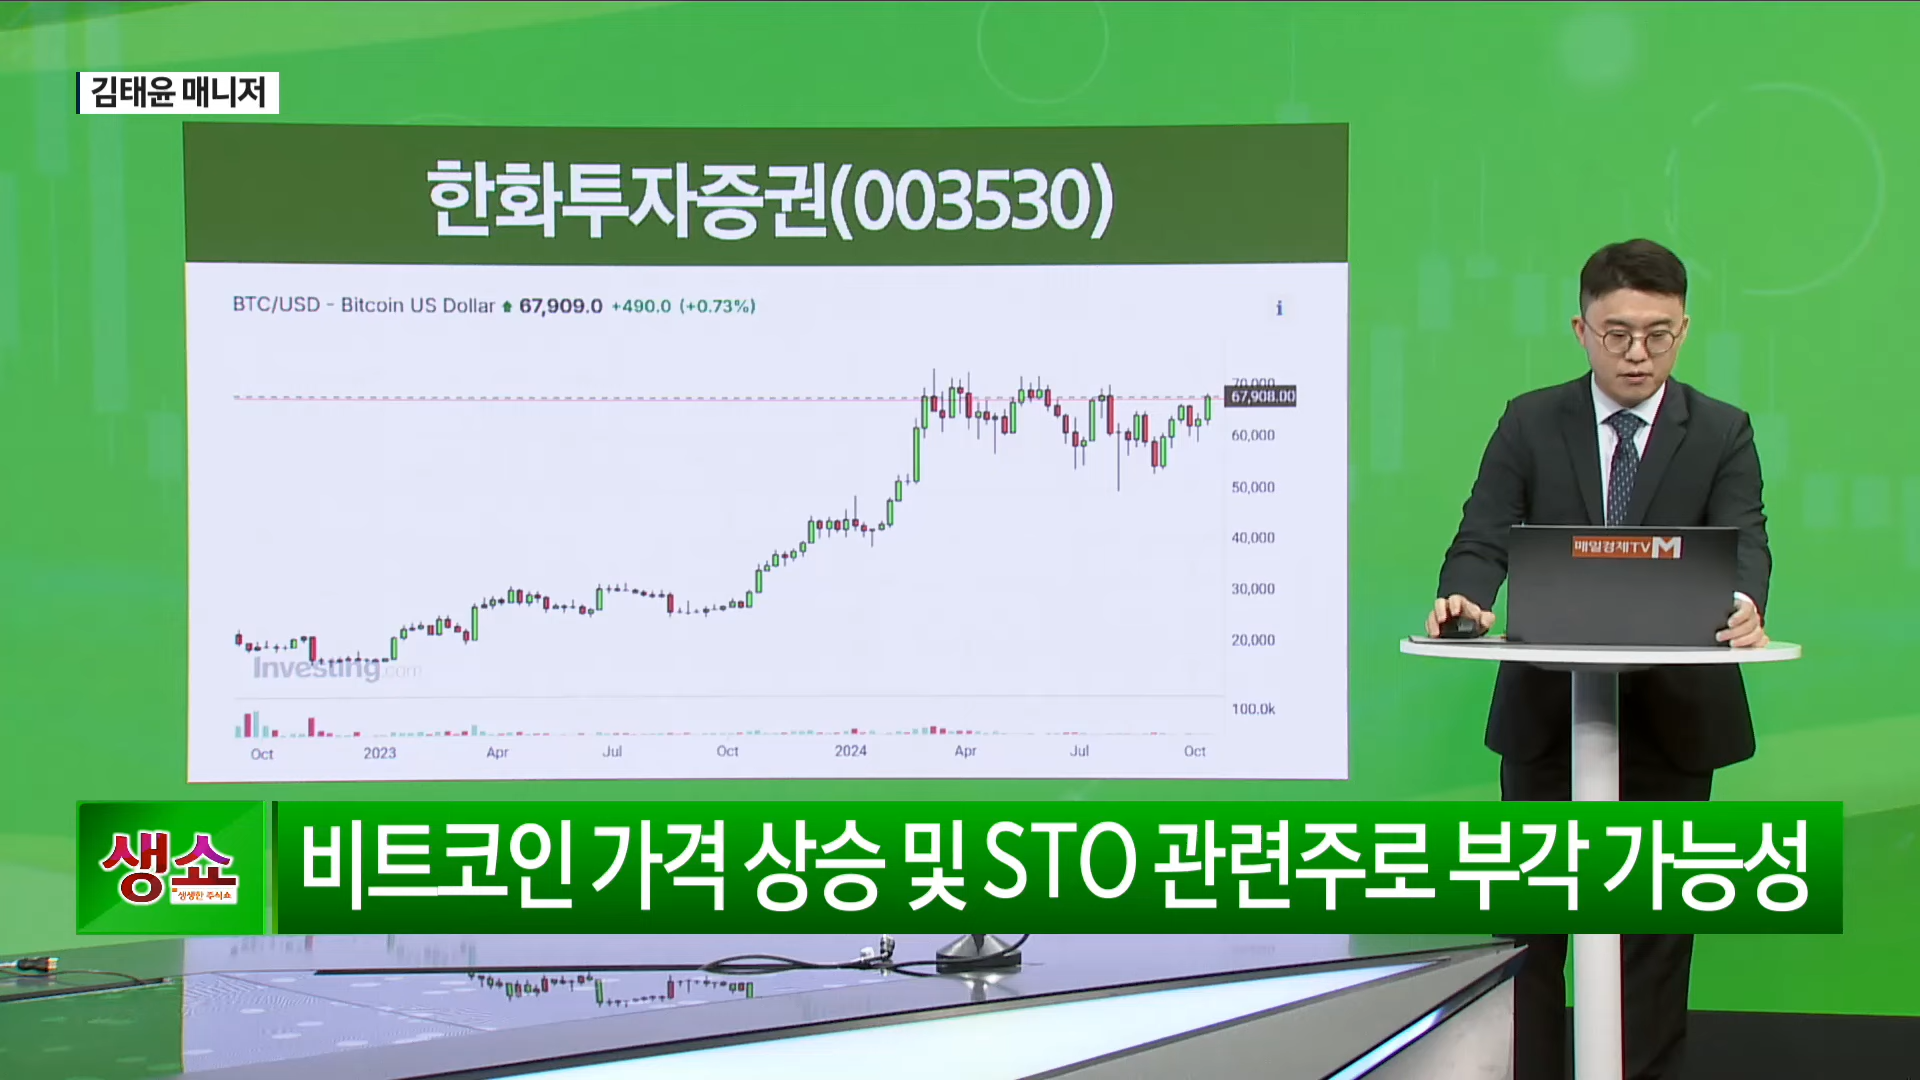 김태윤 매니저
한화투자증권(003530)
BTC/USD - Bitcoin US Dollar 67,909.0 +490.0 (+0.73%)
i
70,000
67,908.00
60,000
50,000
40,000
30,000
20,000
Investing.com
100.0k
Oct 2023 Apr Jul Oct 2024 Apr Jul Oct
매일경제TV M
생쇼
생생한 주식쇼
비트코인 가격 상승 및 STO 관련주로 부각 가능성